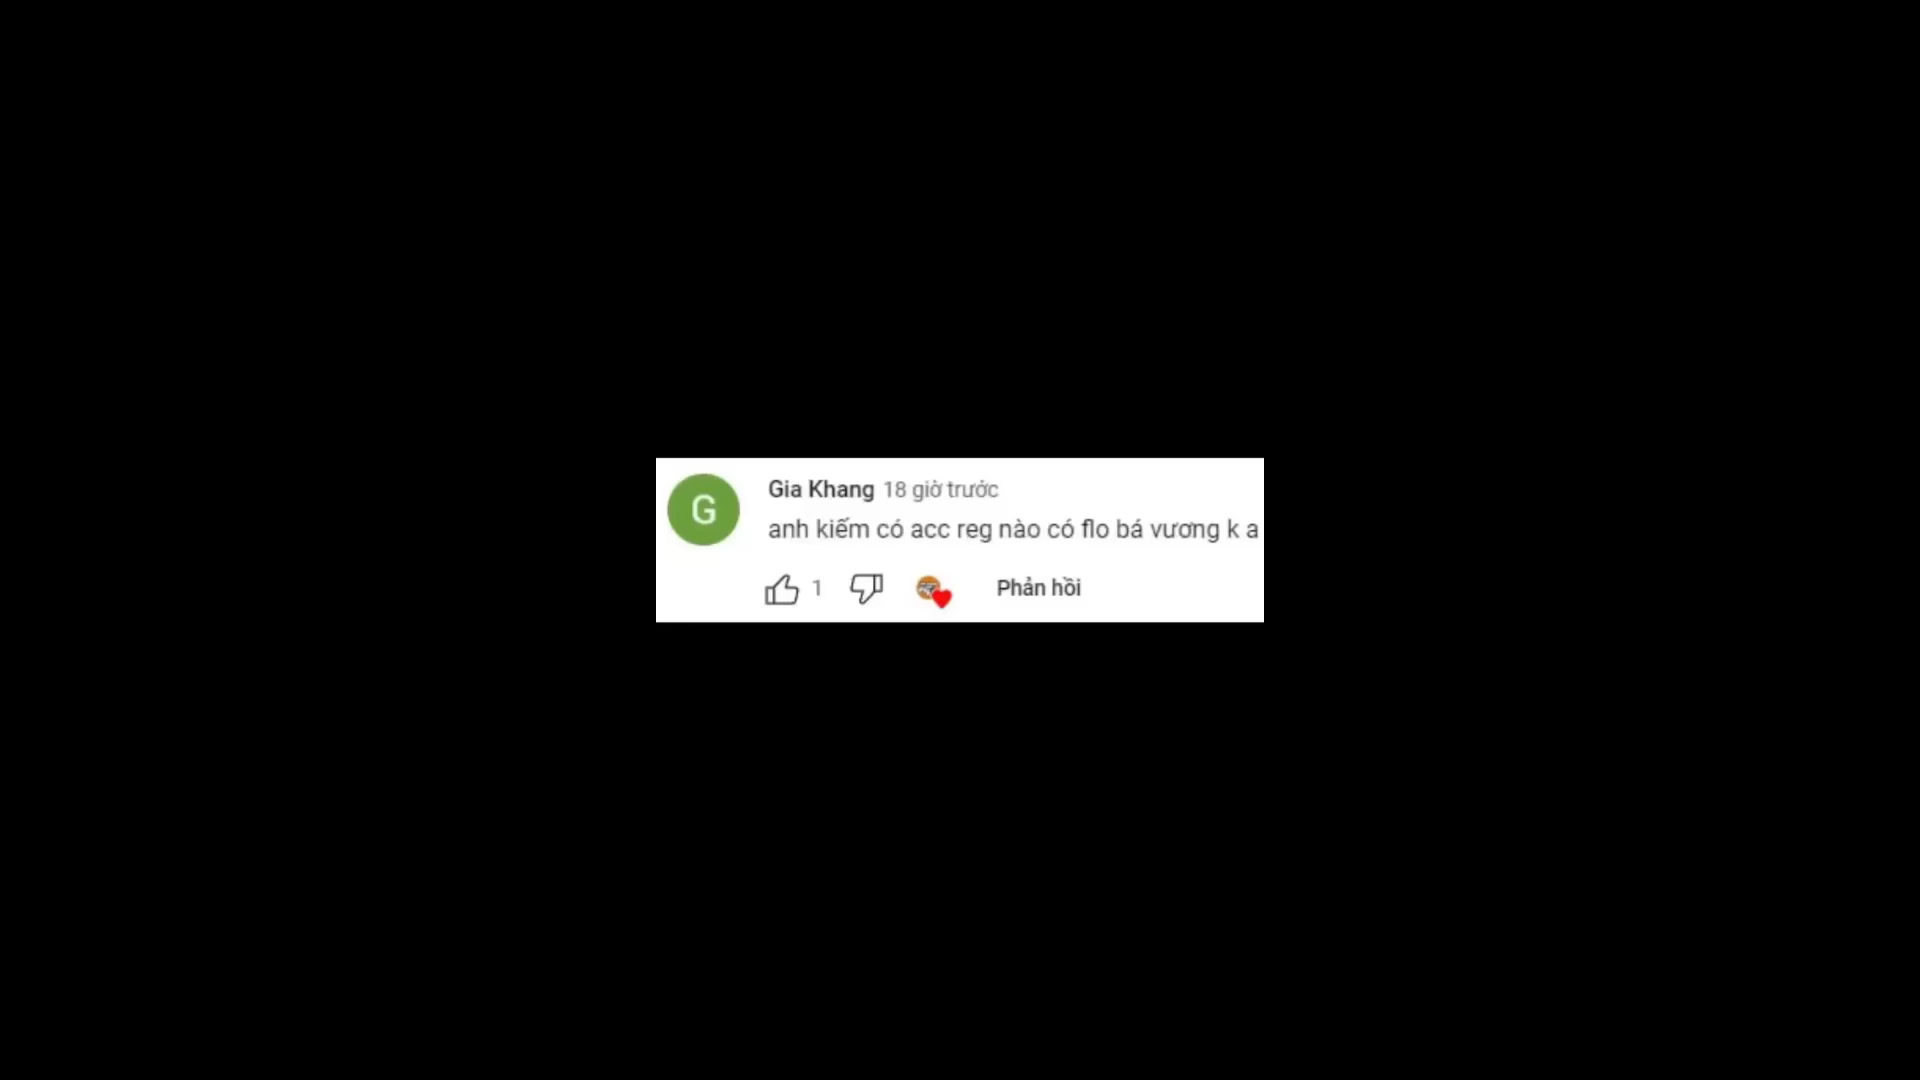 G
Gia Khang 18 giờ trước
anh kiếm có acc reg nào có flo bá vương k a
1 Phản hồi